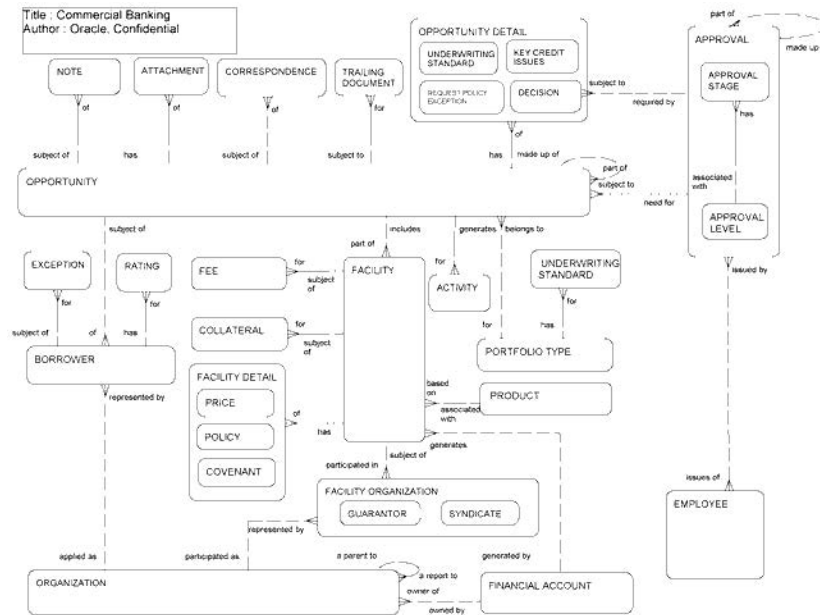 Title : Commercial Banking
Author : Oracle, Confidential
NOTE
ATTACHMENT
CORRESPONDENCE
TRAILING
DOCUMENT
of
of
of
for
subject of
has
subject of
subject to
OPPORTUNITY DETAIL
UNDERWRITING
STANDARD
KEY CREDIT
ISSUES
REQUEST POLICY
EXCEPTION
DECISION
of
has
made up of
part of
subject to
subject to
required by
part of
made up
APPROVAL
APPROVAL
STAGE
has
associated
with
APPROVAL
LEVEL
need for
issued by
OPPORTUNITY
subject of
includes
generates
belongs to
EXCEPTION
RATING
for
for
subject of
has
of
BORROWER
represented by
FEE
for
subject
of
COLLATERAL
for
subject
of
part of
FACILITY
for
ACTIVITY
UNDERWRITING
STANDARD
for
for
has
PORTFOLIO TYPE
FACILITY DETAIL
PRICE
POLICY
COVENANT
of
has
based
on
associated
with
PRODUCT
generates
subject of
participated in
FACILITY ORGANIZATION
GUARANTOR
SYNDICATE
represented by
issues of
EMPLOYEE
applied as
participated as
a parent to
generated by
ORGANIZATION
a report to
owner of
owned by
FINANCIAL ACCOUNT